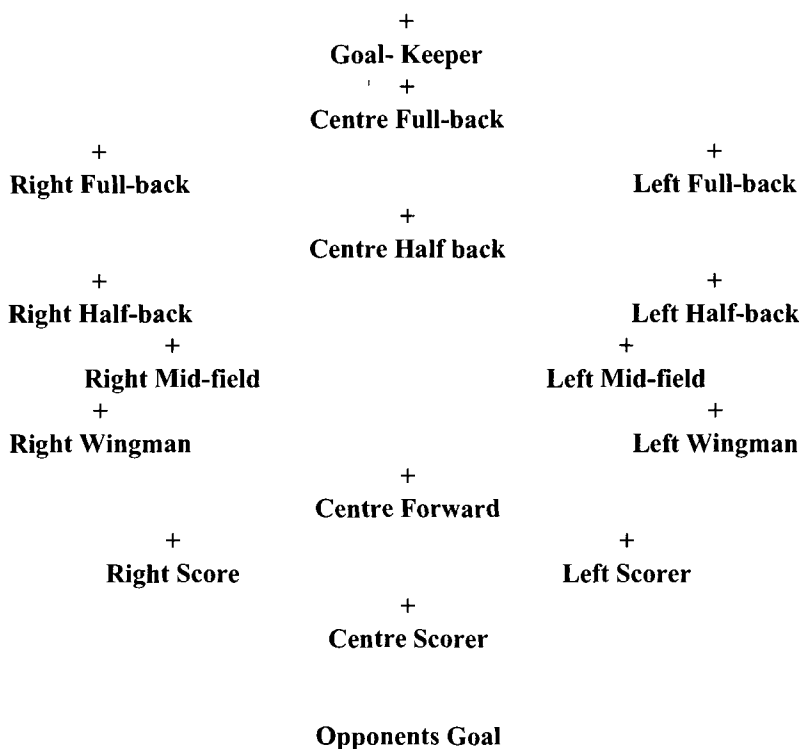 +
Goal- Keeper
+
Centre Full-back
+ +
Right Full-back Left Full-back
+
Centre Half back
+ +
Right Half-back Left Half-back
+ +
Right Mid-field Left Mid-field
+ +
Right Wingman Left Wingman
+
Centre Forward
+ +
Right Score Left Scorer
+
Centre Scorer
Opponents Goal